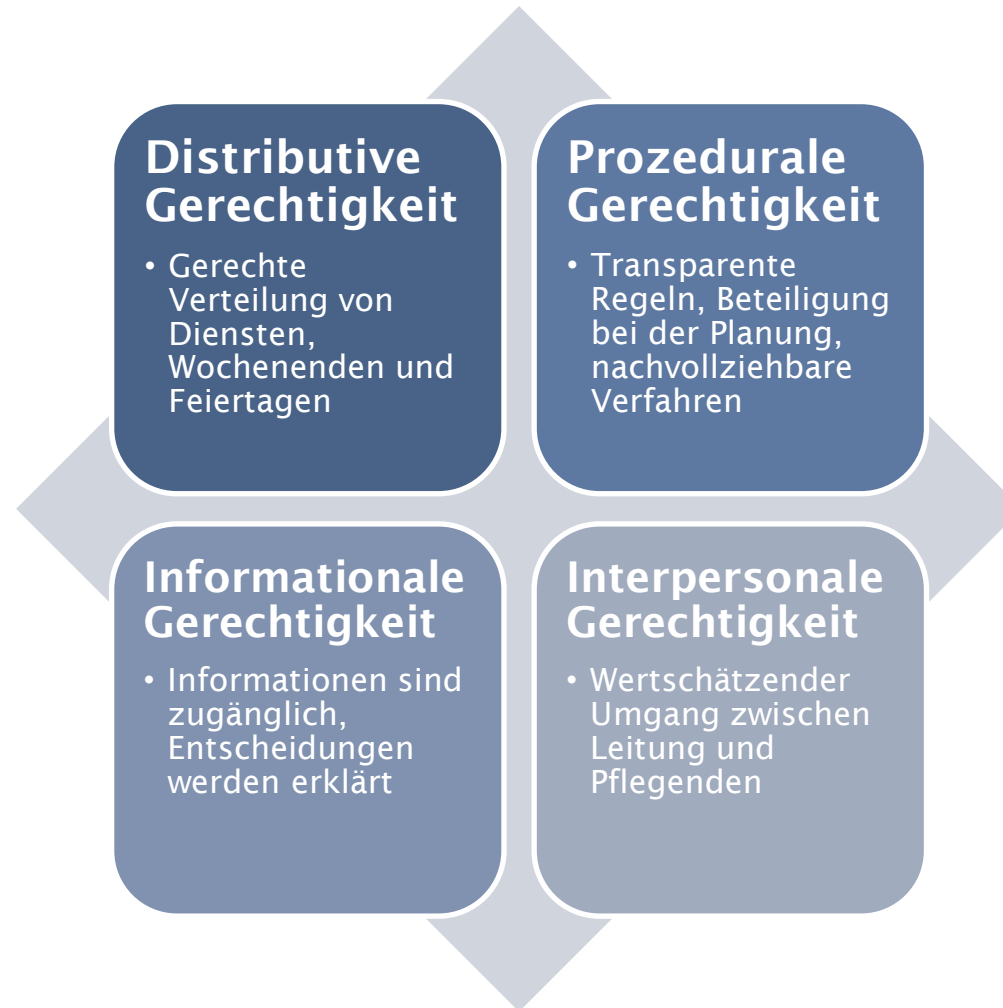 Distributive
Gerechtigkeit
• Gerechte
Verteilung von
Diensten,
Wochenenden und
Feiertagen
Prozedurale
Gerechtigkeit
• Transparente
Regeln, Beteiligung
bei der Planung,
nachvollziehbare
Verfahren
Informationale
Gerechtigkeit
• Informationen sind
zugänglich,
Entscheidungen
werden erklärt
Interpersonale
Gerechtigkeit
• Wertschätzender
Umgang zwischen
Leitung und
Pflegenden